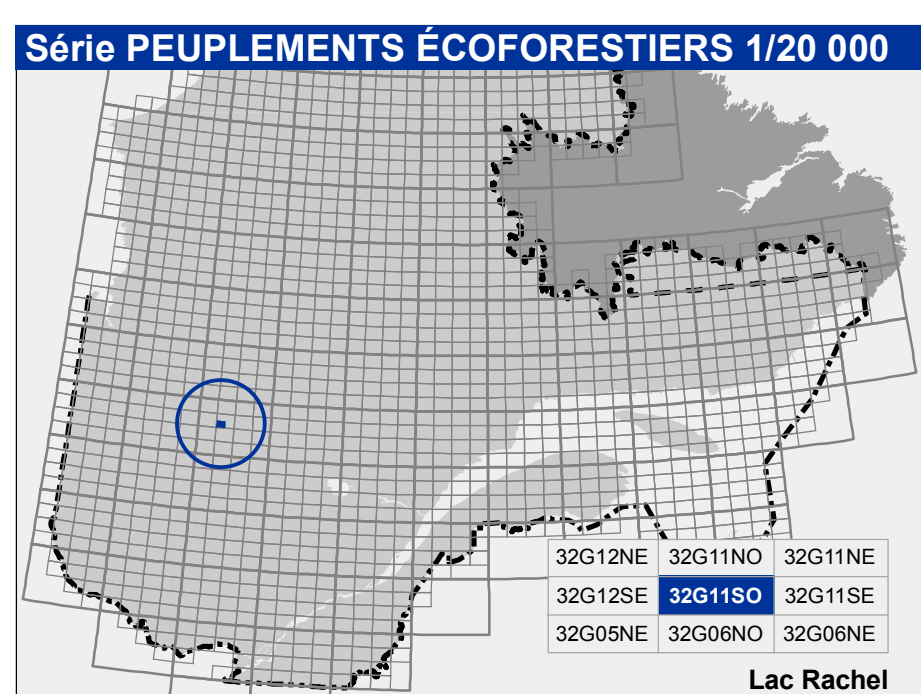 Série PEUPLEMENTS ÉCOFORESTIERS 1/20 000
32G12NE 32G11NO 32G11NE
32G12SE 32G11SO 32G11SE
32G05NE 32G06NO 32G06NE
Lac Rachel